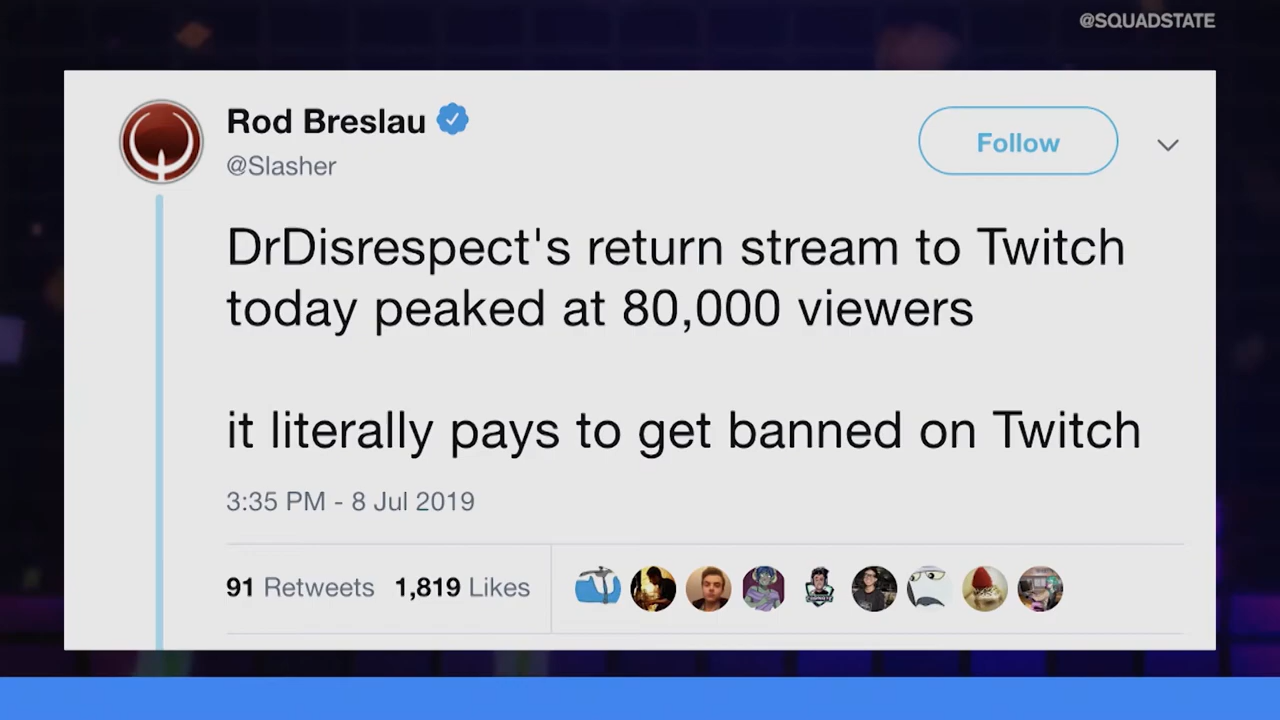 @SQUADSTATE
Rod Breslau
@Slasher
Follow
DrDisrespect's return stream to Twitch
today peaked at 80,000 viewers
it literally pays to get banned on Twitch
3:35 PM - 8 Jul 2019
91 Retweets 1,819 Likes